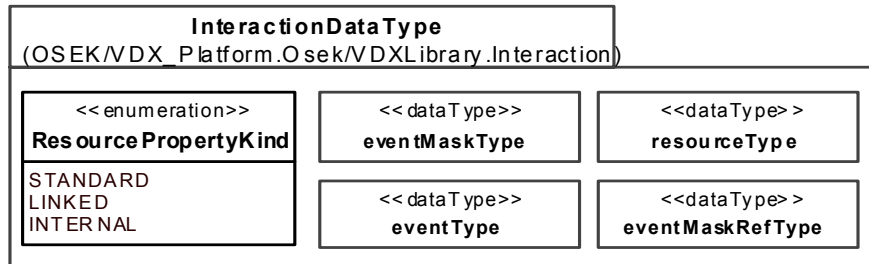 InteractionDataType
(OSEK/VDX_Platform.Osek/VDXLibrary.Interaction)
<<enumeration>>
ResourcePropertyKind
STANDARD
LINKED
INTERNAL
<<dataType>>
eventMaskType
<<dataType>>
resourceType
<<dataType>>
eventType
<<dataType>>
eventMaskRefType